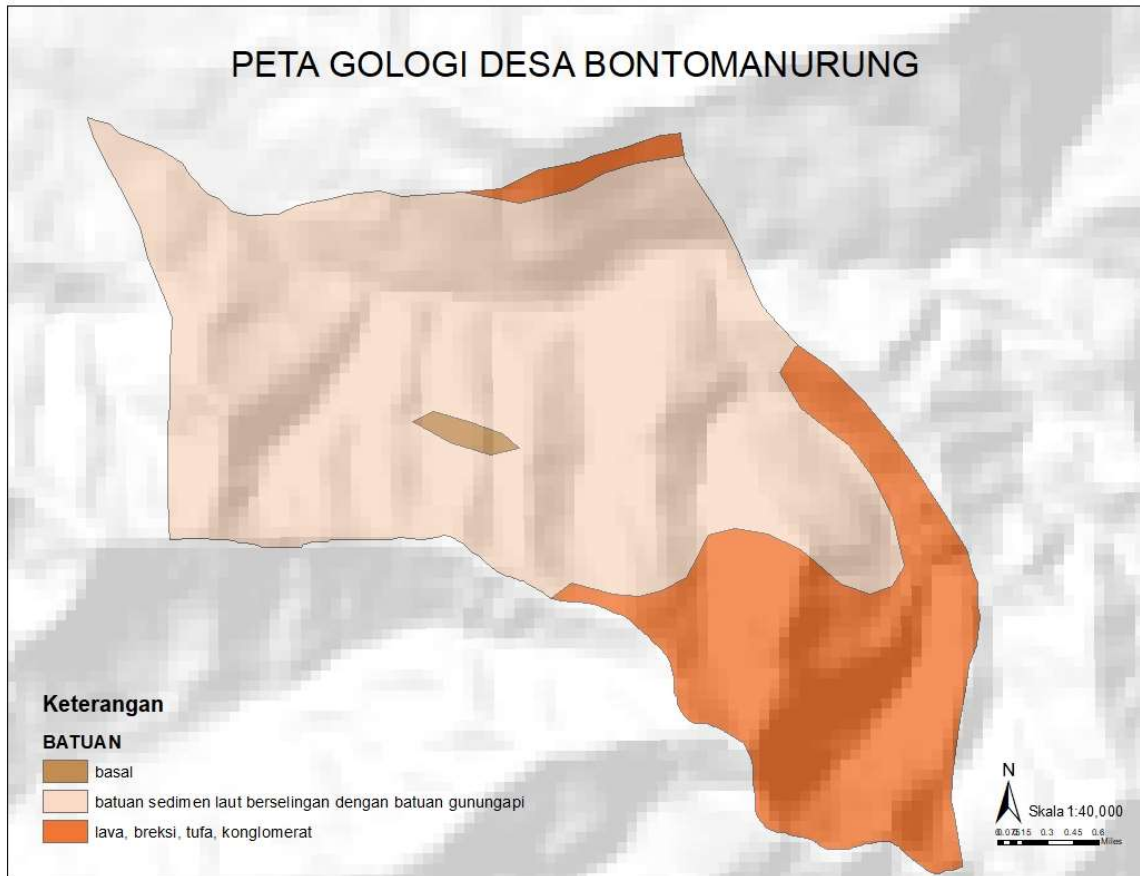 PETA GOLOGI DESA BONTOMANURUNG
Keterangan
BATUAN
basal
batuan sedimen laut berselingan dengan batuan gunungapi
lava, breksi, tufa, konglomerat
N
Skala 1:40,000
0.3 0.45 0.6
Miles